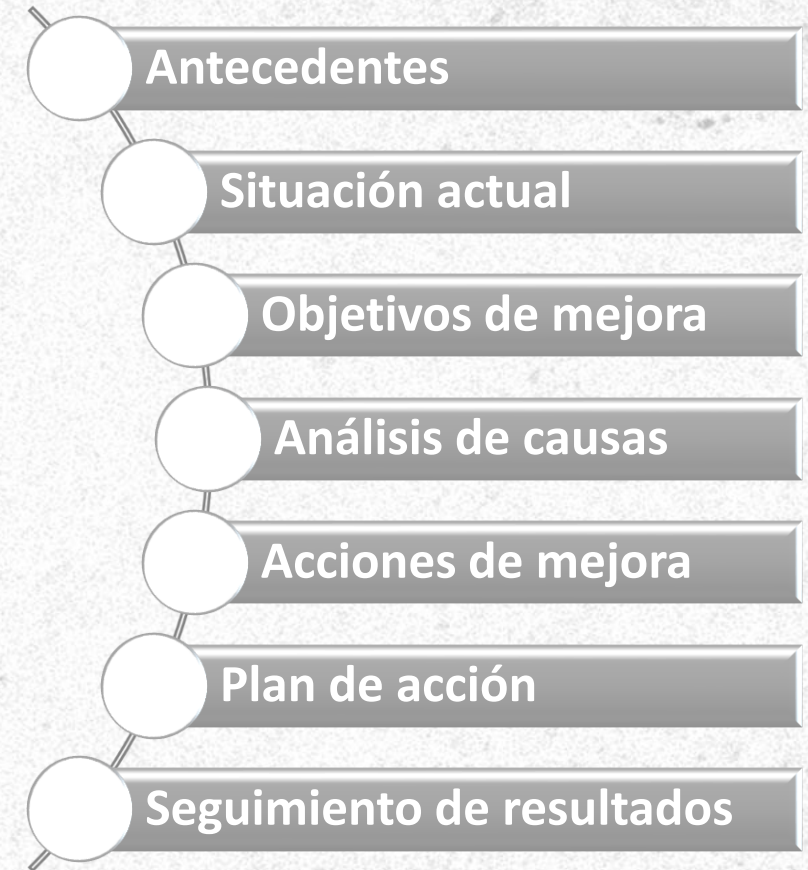 Antecedentes
Situación actual
Objetivos de mejora
Análisis de causas
Acciones de mejora
Plan de acción
Seguimiento de resultados